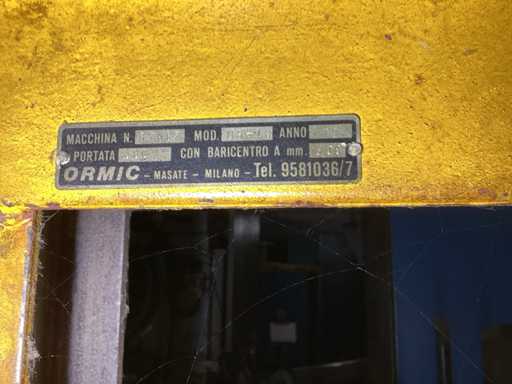 MACCHINA N. MOD. ANNO
PORTATA CON BARICENTRO A mm.
ORMIC - MASATE - MILANO - Tel. 9581036/7